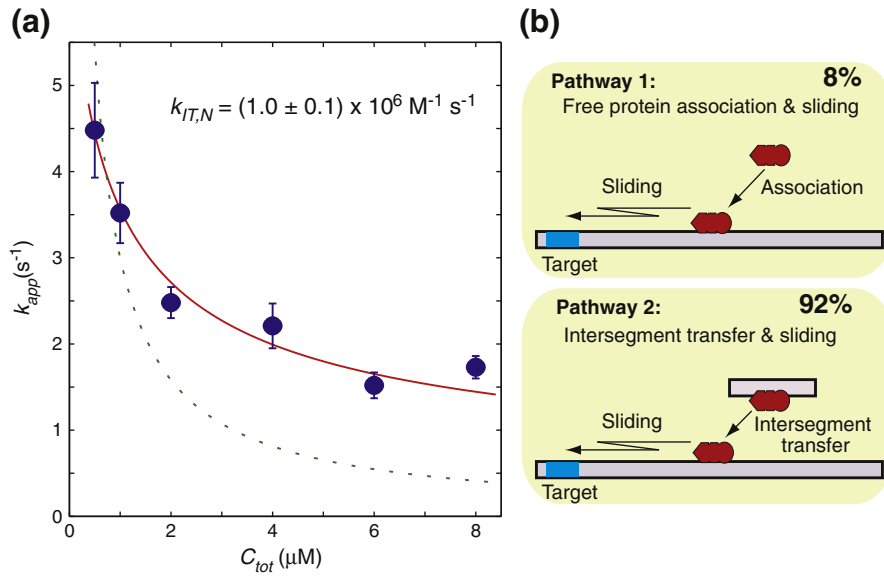 (a)
k_IT,N = (1.0 ± 0.1) x 10^6 M^-1 s^-1
k_app(s^-1)
5
4
3
2
1
0
0 2 4 6 8
C_tot (μM)
(b)
Pathway 1: 8%
Free protein association & sliding
Sliding
Association
Target
Pathway 2: 92%
Intersegment transfer & sliding
Sliding
Intersegment
transfer
Target